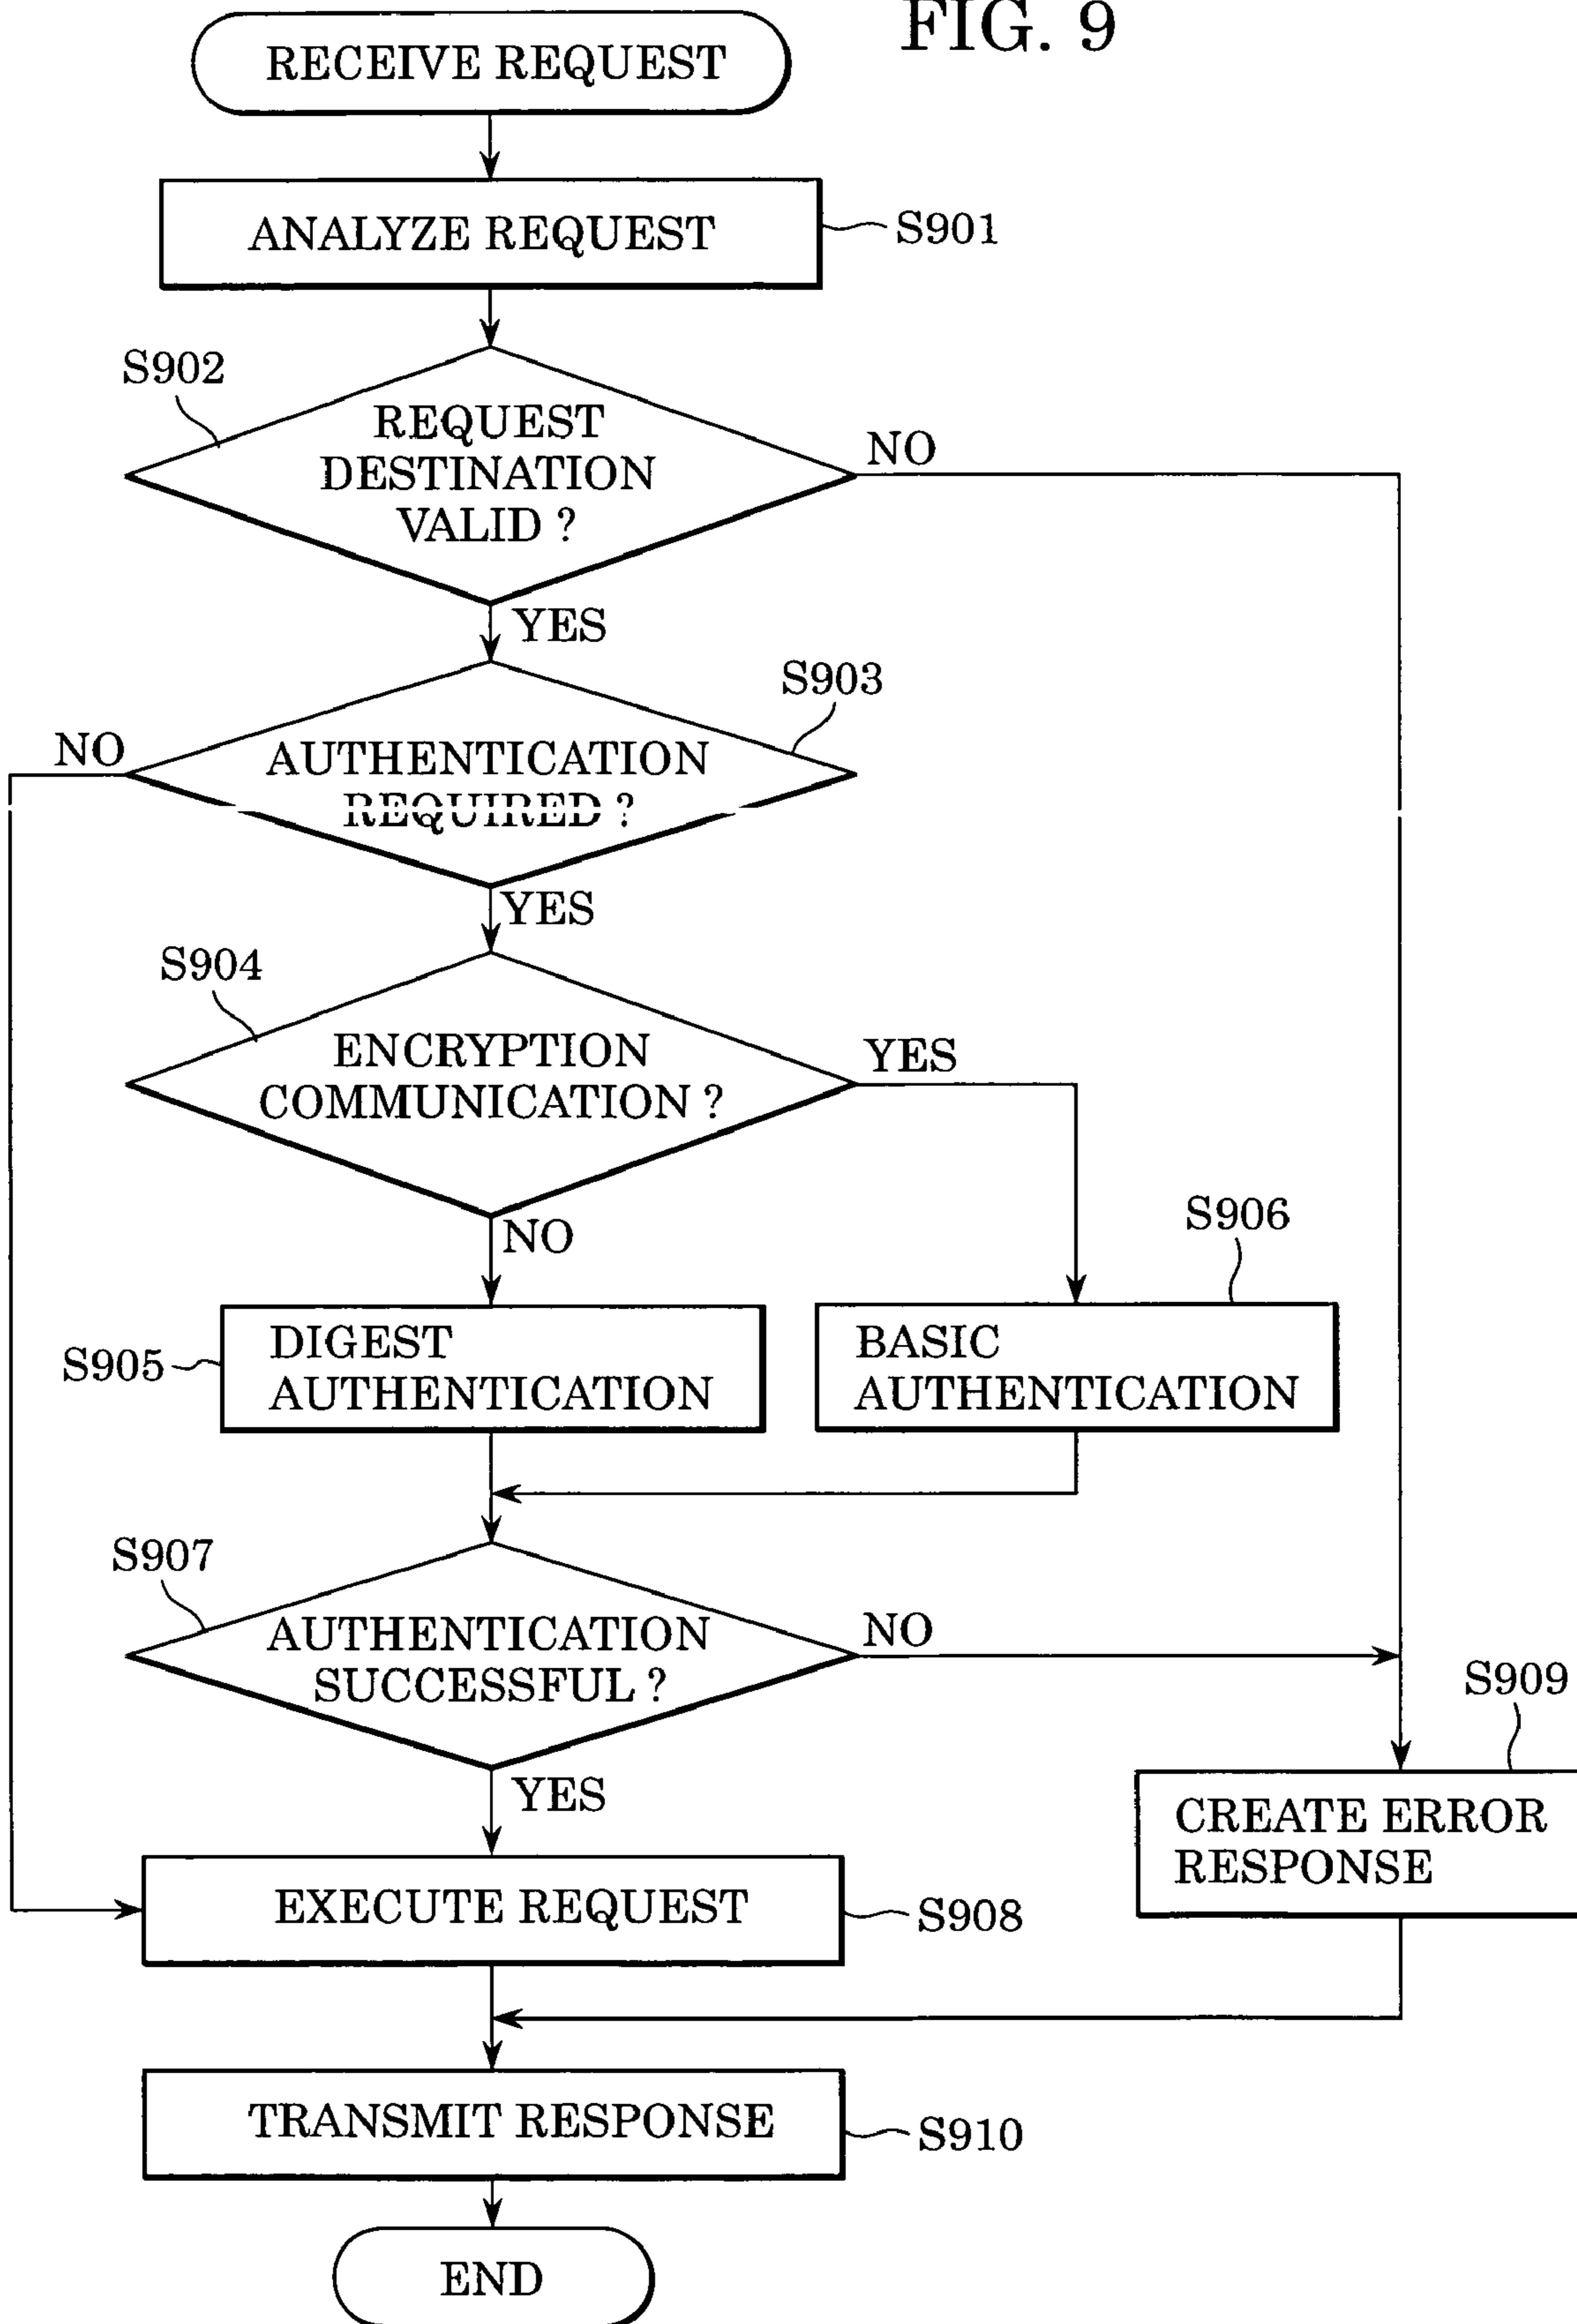 FIG. 9
RECEIVE REQUEST
ANALYZE REQUEST
S901
S902
REQUEST
DESTINATION
VALID ?
NO
YES
S903
NO
AUTHENTICATION
REQUIRED ?
YES
S904
ENCRYPTION
COMMUNICATION ?
YES
NO
S906
S905
DIGEST
AUTHENTICATION
BASIC
AUTHENTICATION
S907
AUTHENTICATION
SUCCESSFUL ?
NO
S909
YES
CREATE ERROR
RESPONSE
EXECUTE REQUEST
S908
TRANSMIT RESPONSE
S910
END